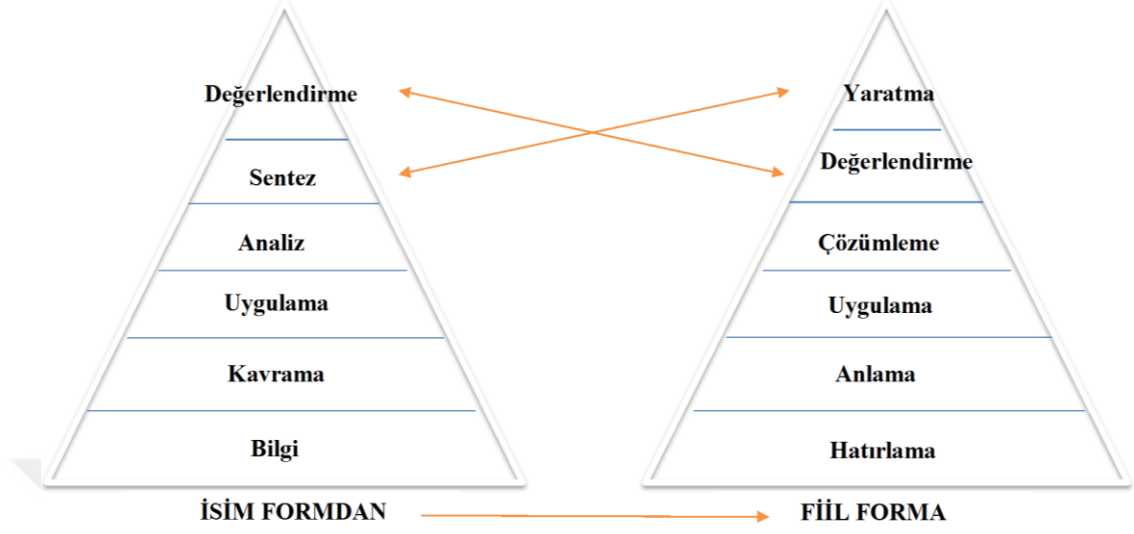 Değerlendirme
Sentez
Analiz
Uygulama
Kavrama
Bilgi
İSİM FORMDAN
Yaratma
Değerlendirme
Çözümleme
Uygulama
Anlama
Hatırlama
FİİL FORMA